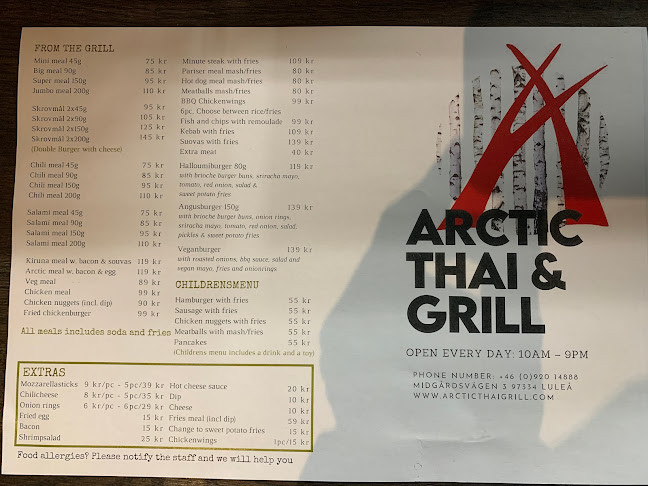 FROM THE GRILL
Mini meal 45g 75 kr
Big meal 90g 85 kr
Super meal 150g 95 kr
Jumbo meal 200g 110 kr
Skrovmål 2x45g 95 kr
Skrovmål 2x90g 105 kr
Skrovmål 2x150g 125 kr
Skrovmål 2x200g 145 kr
(Double Burger with cheese)
Chili meal 45g 75 kr
Chili meal 90g 85 kr
Chili meal 150g 95 kr
Chili meal 200g 110 kr
Salami meal 45g 75 kr
Salami meal 90g 85 kr
Salami meal 150g 95 kr
Salami meal 200g 110 kr
Kiruna meal w. bacon & souvas 119 kr
Arctic meal w. bacon & egg 119 kr
Veg meal 89 kr
Chicken meal 99 kr
Chicken nuggets (incl. dip) 90 kr
Fried chickenburger 99 kr
All meals includes soda and fries
Minute steak with fries 109 kr
Pariser meal mash/fries 80 kr
Hot dog meal mash/fries 80 kr
Meatballs mash/fries 80 kr
BBQ Chickenwings 99 kr
6pc. Choose between rice/fries
Fish and chips with remoulade 99 kr
Kebab with fries 109 kr
Suovas with fries 139 kr
Extra meat 40 kr
Halloumiburger 80g 119 kr
with brioche burger buns, sriracha mayo,
tomato, red onion, salad &
sweet potato fries
Angusburger 150g 139 kr
with brioche burger buns, onion rings,
sriracha mayo, tomato, red onion, salad,
pickles & sweet potato fries
Veganburger 139 kr
with roasted onions, bbq sauce, salad and
vegan mayo, fries and onionrings
CHILDRENSMENU
Hamburger with fries 55 kr
Sausage with fries 55 kr
Chicken nuggets with fries 55 kr
Meatballs with mash/fries 55 kr
Pancakes 55 kr
(Childrens menu includes a drink and a toy)
EXTRAS
Mozzarellasticks 9 kr/pc - 5pc/39 kr
Chilicheese 8 kr/pc - 5pc/35 kr
Onion rings 6 kr/pc - 6pc/29 kr
Fried egg 15 kr
Bacon 15 kr
Shrimpsalad 25 kr
Hot cheese sauce 20 kr
Dip 10 kr
Cheese 10 kr
Fries meal (incl dip) 59 kr
Change to sweet potato fries 15 kr
Chickenwings 1pc/15 kr
Food allergies? Please notify the staff and we will help you
ARCTIC
THAI &
GRILL
OPEN EVERY DAY: 10AM – 9PM
PHONE NUMBER: +46 (0)920 14888
MIDGÅRDSVÄGEN 3 97334 LULEÅ
WWW.ARCTICTHAIGRILL.COM